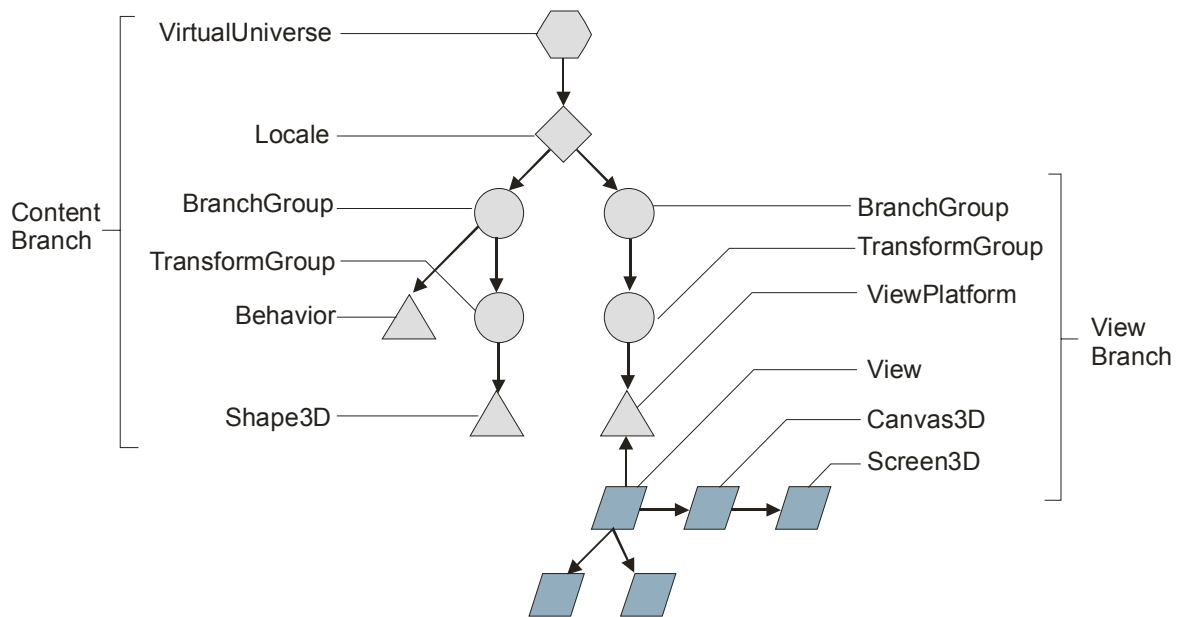 VirtualUniverse
Locale
Content
Branch
BranchGroup
TransformGroup
Behavior
Shape3D
BranchGroup
TransformGroup
ViewPlatform
View
Canvas3D
Screen3D
View
Branch